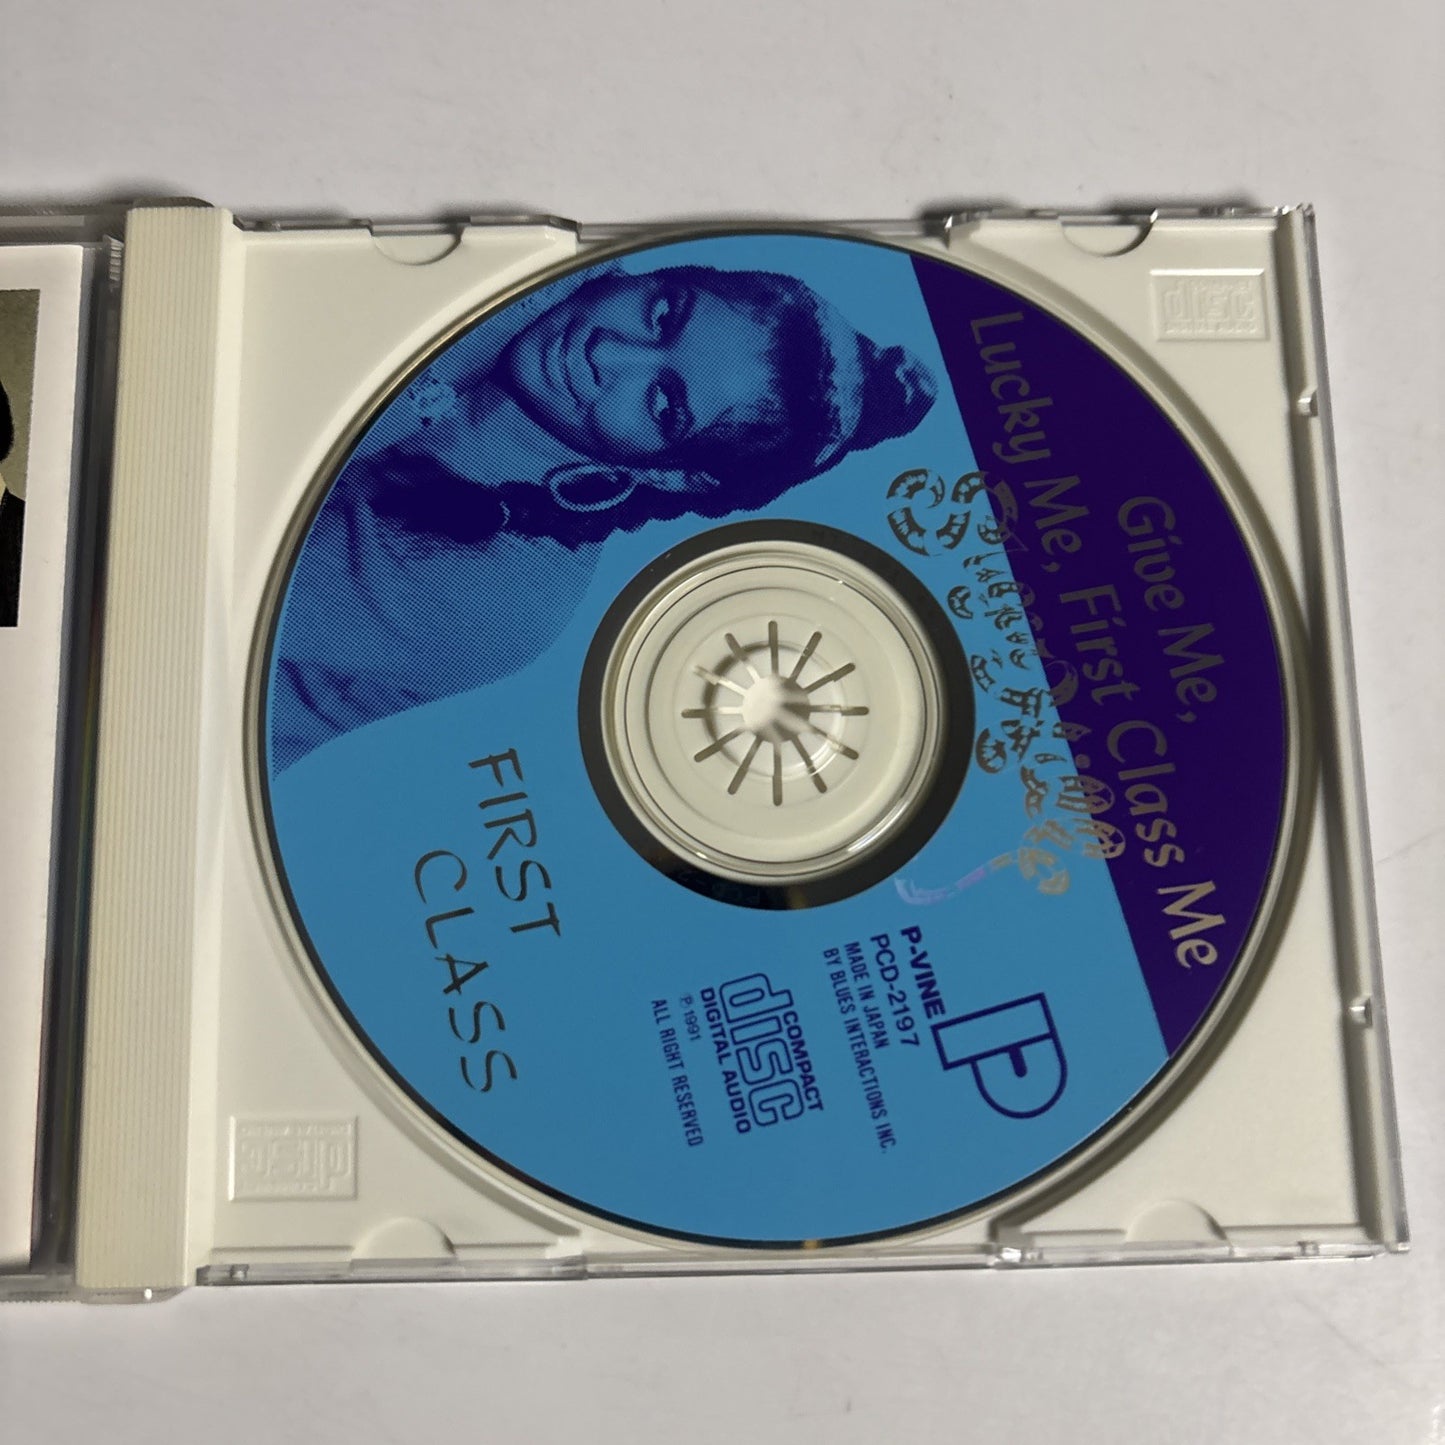 Give Me,
Lucky Me, First Class Me
P-VINE
PCD-2197
MADE IN JAPAN
BY BLUES INTERACTIONS INC.
COMPACT
disc
DIGITAL AUDIO
℗1991
ALL RIGHT RESERVED
FIRST
CLASS
disc